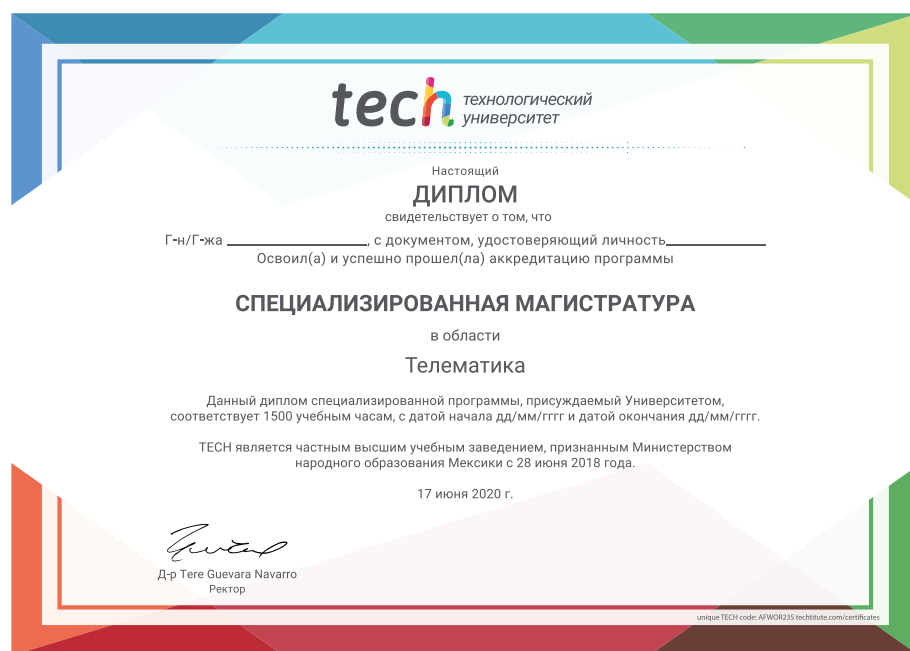 tech технологический
университет
Настоящий
ДИПЛОМ
свидетельствует о том, что
Г-н/Г-жа ____________________, с документом, удостоверяющий личность______________
Освоил(а) и успешно прошел(ла) аккредитацию программы
СПЕЦИАЛИЗИРОВАННАЯ МАГИСТРАТУРА
в области
Телематика
Данный диплом специализированной программы, присуждаемый Университетом,
соответствует 1500 учебным часам, с датой начала дд/мм/гггг и датой окончания дд/мм/гггг.
TECH является частным высшим учебным заведением, признанным Министерством
народного образования Мексики с 28 июня 2018 года.
17 июня 2020 г.
Д-р Tere Guevara Navarro
Ректор
unique TECH code: AFWOR23S techtitute.com/certificates